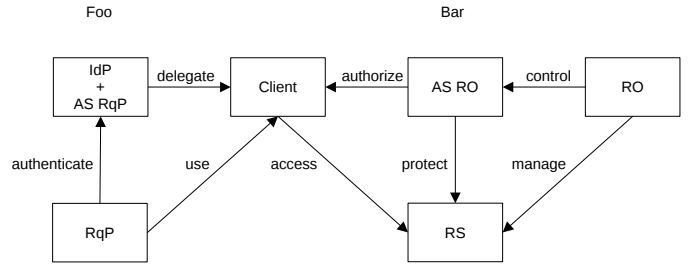 Foo
Bar
IdP
+
AS RqP
delegate
Client
authorize
AS RO
control
RO
authenticate
use
access
protect
manage
RqP
RS